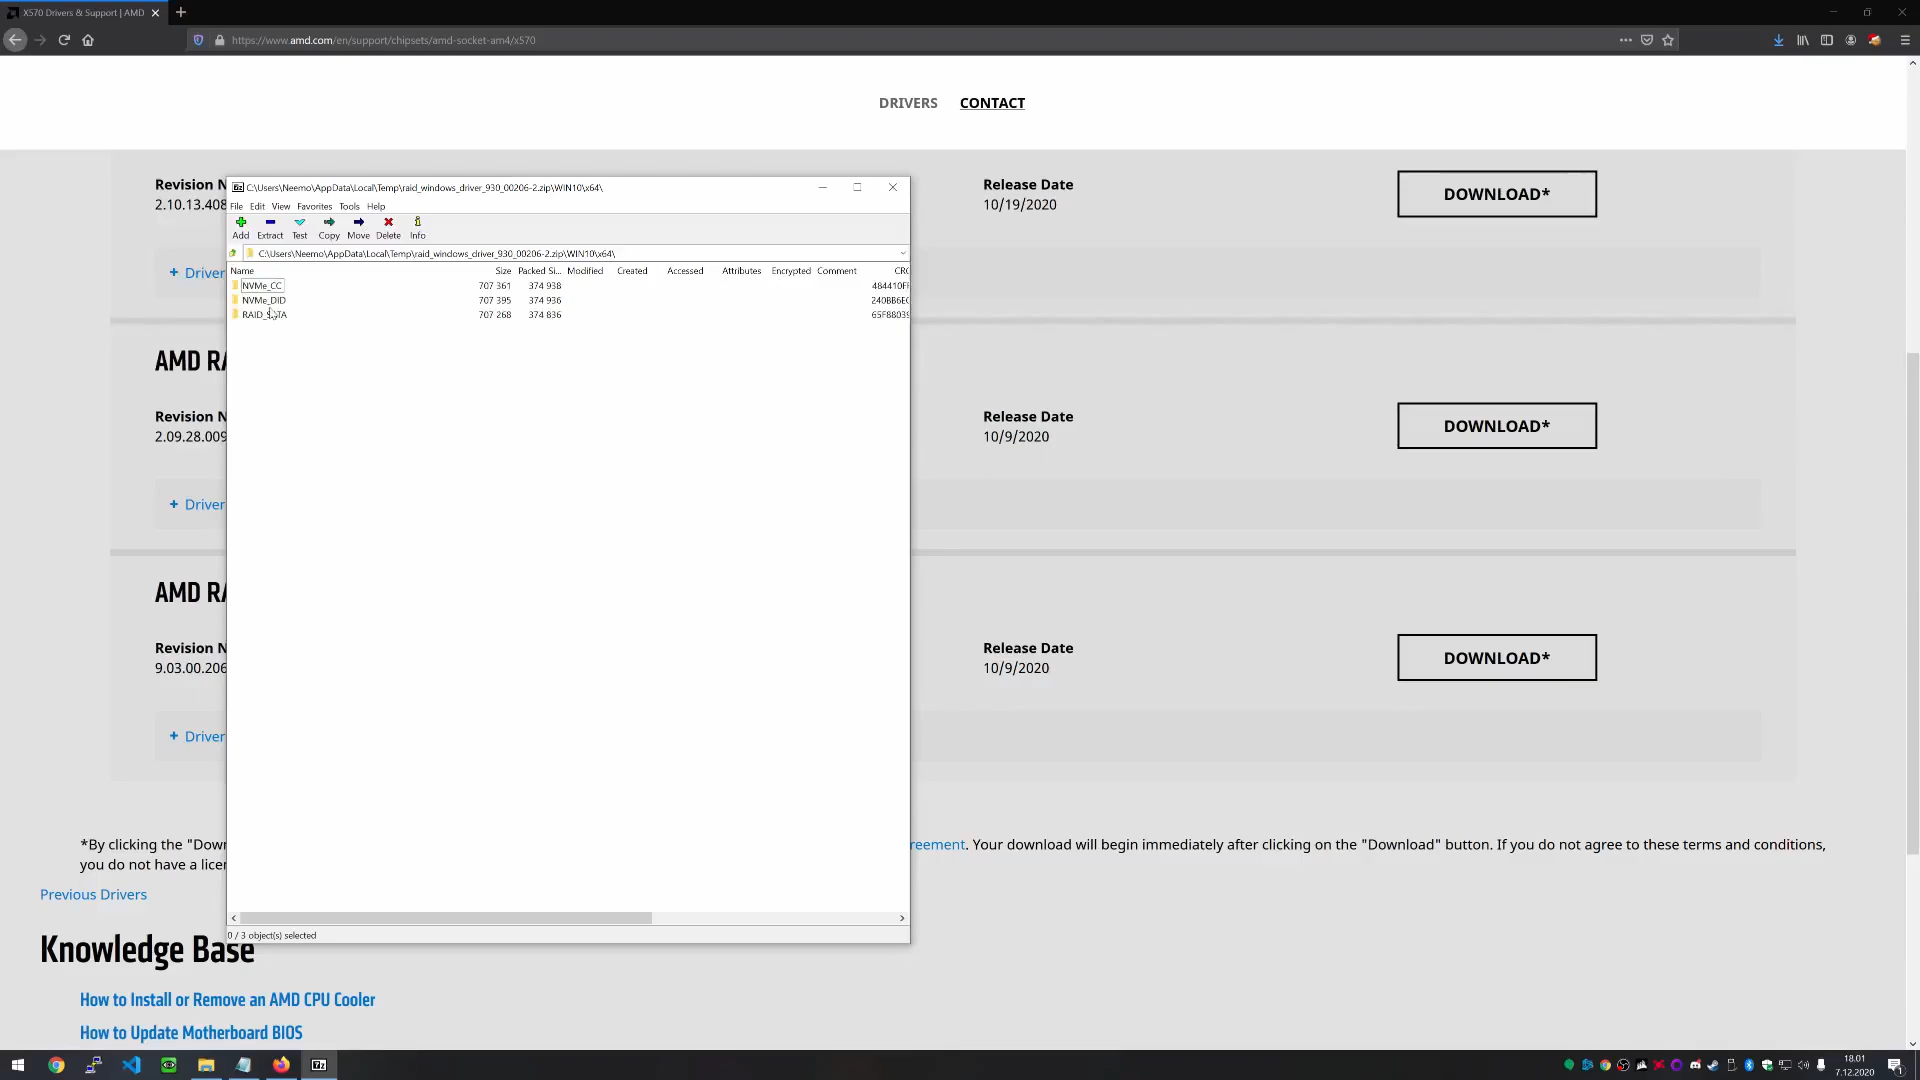 X570 Drivers & Support | AMD
https://www.amd.com/en/support/chipsets/amd-socket-am4/x570
DRIVERS CONTACT
Revision N
2.10.13.408
Release Date
10/19/2020
DOWNLOAD*
+ Driver
C:\Users\Neemo\AppData\Local\Temp\raid_windows_driver_930_00206-2.zip\WIN10\x64\
File Edit View Favorites Tools Help
Add Extract Test Copy Move Delete Info
C:\Users\Neemo\AppData\Local\Temp\raid_windows_driver_930_00206-2.zip\WIN10\x64\
Name Size Packed Si... Modified Created Accessed Attributes Encrypted Comment CRC
NVMe_CC 707 361 374 938 484410FF
NVMe_DID 707 395 374 936 240BB6EC
RAID_SATA 707 268 374 836 65F88039
0 / 3 object(s) selected
AMD RA
Revision N
2.09.28.009
Release Date
10/9/2020
DOWNLOAD*
+ Driver
AMD RA
Revision N
9.03.00.206
Release Date
10/9/2020
DOWNLOAD*
+ Driver
*By clicking the "Down reement. Your download will begin immediately after clicking on the "Download" button. If you do not agree to these terms and conditions,
you do not have a licen
Previous Drivers
Knowledge Base
How to Install or Remove an AMD CPU Cooler
How to Update Motherboard BIOS
18.01
7.12.2020